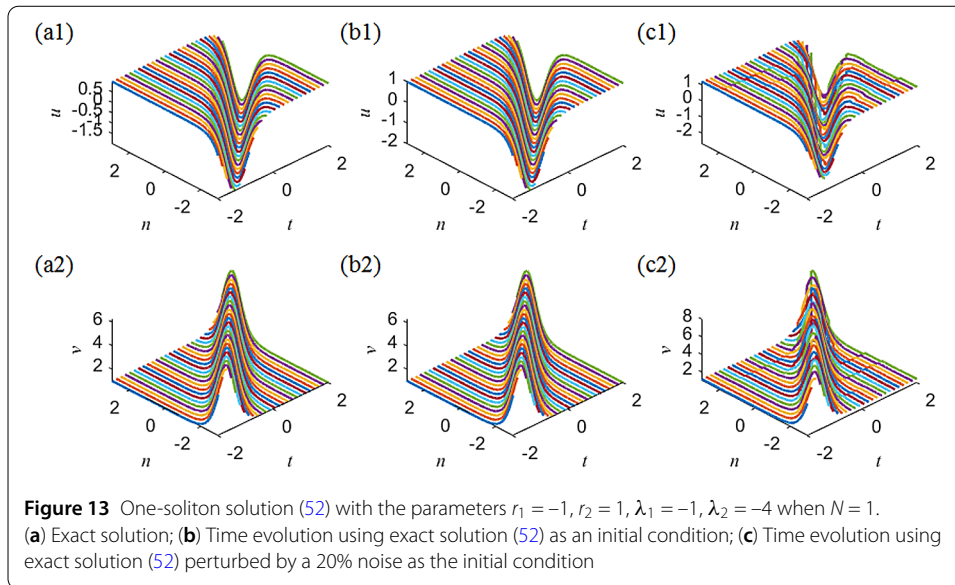 (a1) (b1) (c1)
0.5 1 1
0 0 0
-0.5 -1 -1
-1 -2 -2
-1.5
u u u
2 2 2
2 0 2 0 2 0
0 0 0
-2 -2 -2
n -2 t n -2 t n -2 t
(a2) (b2) (c2)
6 6 8
4 4 6
2 2 4
2
v v v
2 2 2
2 0 2 0 2 0
0 0 0
-2 -2 -2
n -2 t n -2 t n -2 t
Figure 13 One-soliton solution (52) with the parameters r₁ = –1, r₂ = 1, λ₁ = –1, λ₂ = –4 when N = 1.
(a) Exact solution; (b) Time evolution using exact solution (52) as an initial condition; (c) Time evolution using
exact solution (52) perturbed by a 20% noise as the initial condition